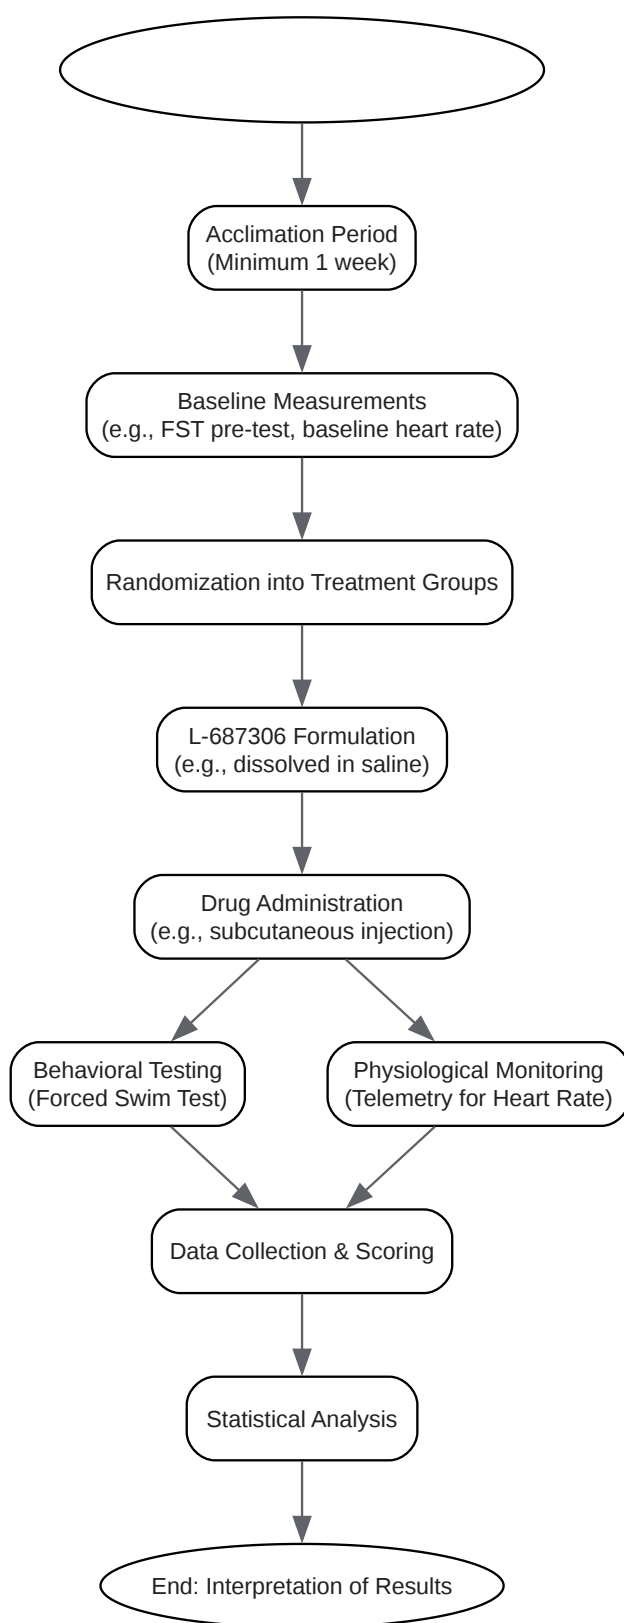 Acclimation Period
(Minimum 1 week)
Baseline Measurements
(e.g., FST pre-test, baseline heart rate)
Randomization into Treatment Groups
L-687306 Formulation
(e.g., dissolved in saline)
Drug Administration
(e.g., subcutaneous injection)
Behavioral Testing
(Forced Swim Test)
Physiological Monitoring
(Telemetry for Heart Rate)
Data Collection & Scoring
Statistical Analysis
End: Interpretation of Results